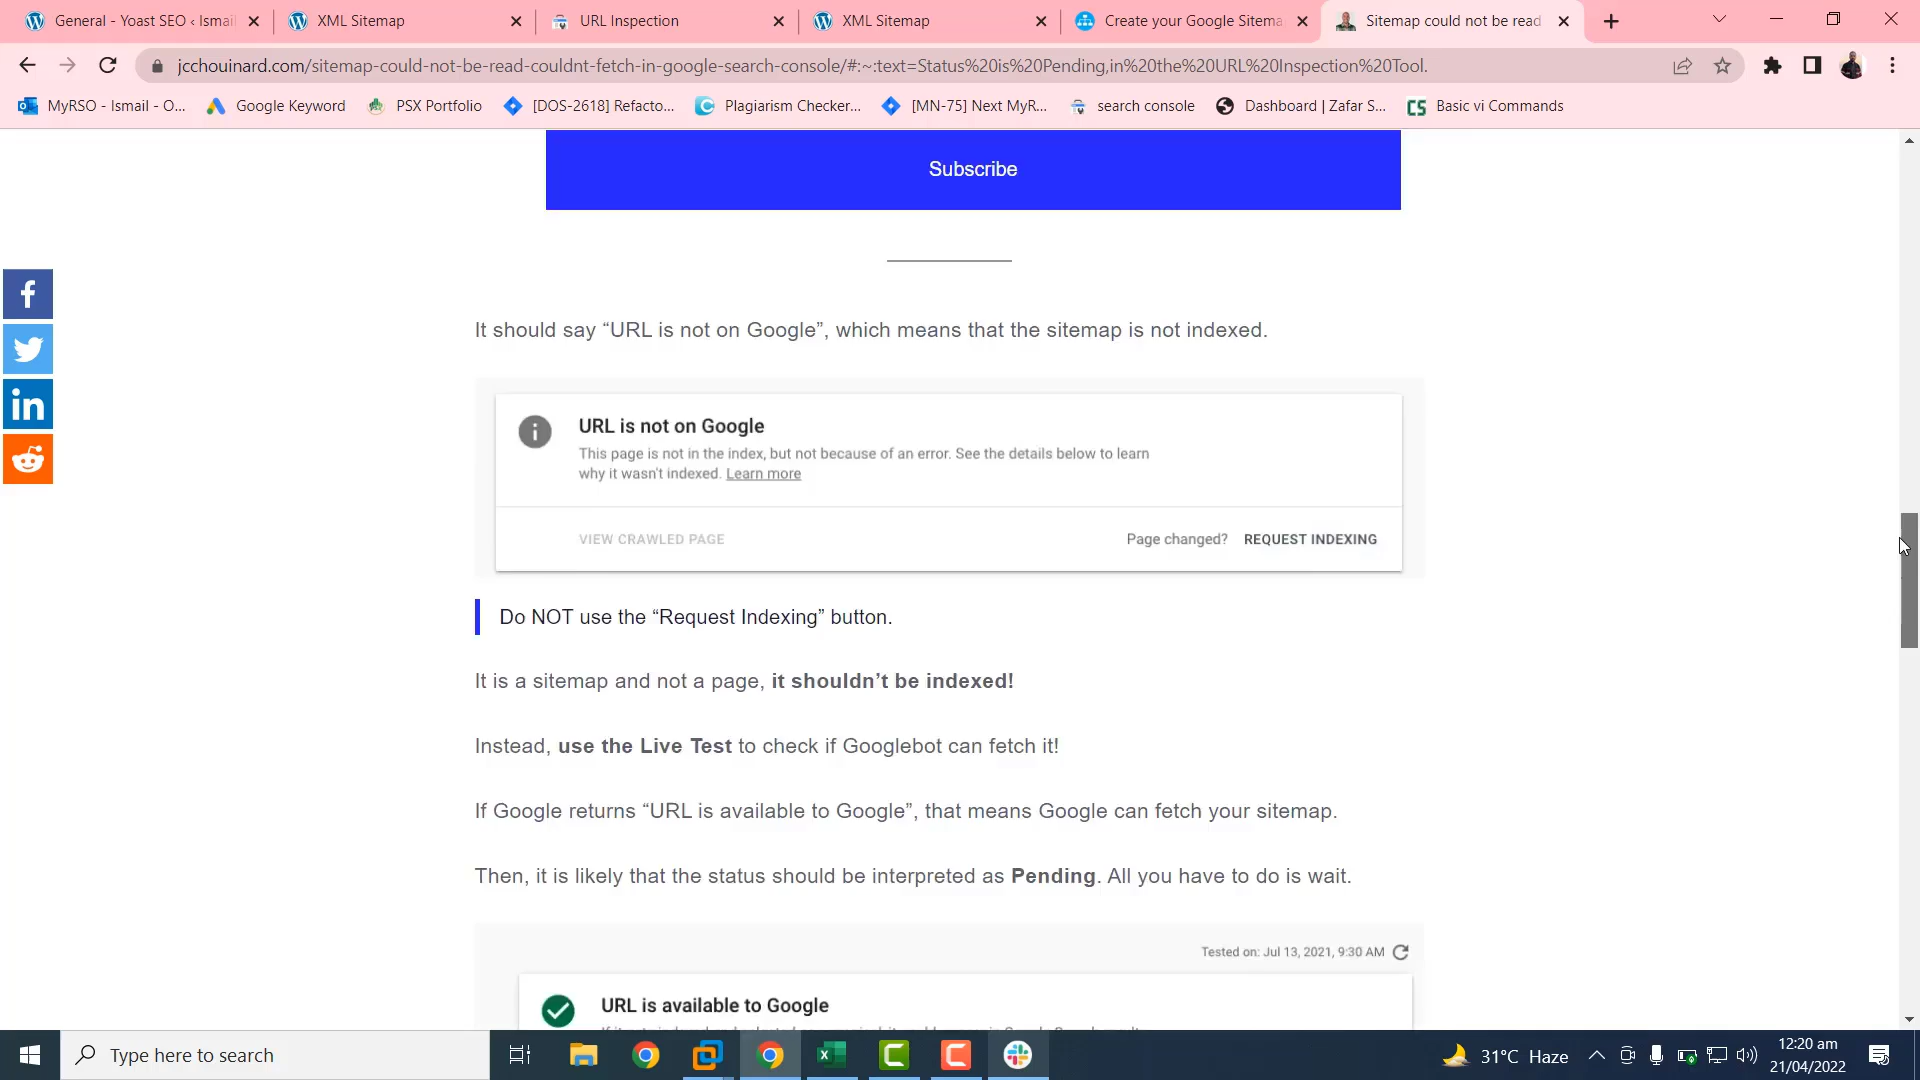 General - Yoast SEO ‹ Ismail
XML Sitemap
URL Inspection
XML Sitemap
Create your Google Sitema
Sitemap could not be read
jcchouinard.com/sitemap-could-not-be-read-couldnt-fetch-in-google-search-console/#:~:text=Status%20is%20Pending,in%20the%20URL%20Inspection%20Tool.
MyRSO - Ismail - O...
Google Keyword
PSX Portfolio
[DOS-2618] Refacto...
Plagiarism Checker...
[MN-75] Next MyR...
search console
Dashboard | Zafar S...
CS Basic vi Commands
Subscribe
It should say “URL is not on Google”, which means that the sitemap is not indexed.
URL is not on Google
This page is not in the index, but not because of an error. See the details below to learn
why it wasn't indexed. Learn more
VIEW CRAWLED PAGE
Page changed? REQUEST INDEXING
Do NOT use the “Request Indexing” button.
It is a sitemap and not a page, it shouldn’t be indexed!
Instead, use the Live Test to check if Googlebot can fetch it!
If Google returns “URL is available to Google”, that means Google can fetch your sitemap.
Then, it is likely that the status should be interpreted as Pending. All you have to do is wait.
Tested on: Jul 13, 2021, 9:30 AM
URL is available to Google
Type here to search
31°C Haze
12:20 am
21/04/2022